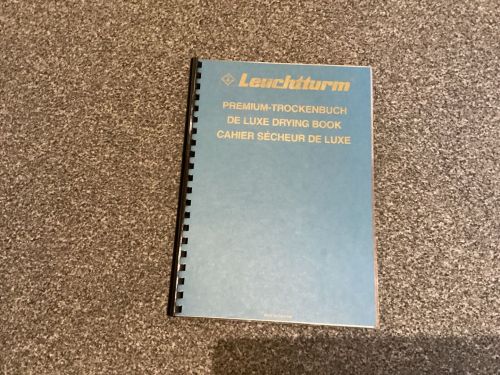 Leuchtturm
PREMIUM-TROCKENBUCH
DE LUXE DRYING BOOK
CAHIER SÉCHEUR DE LUXE